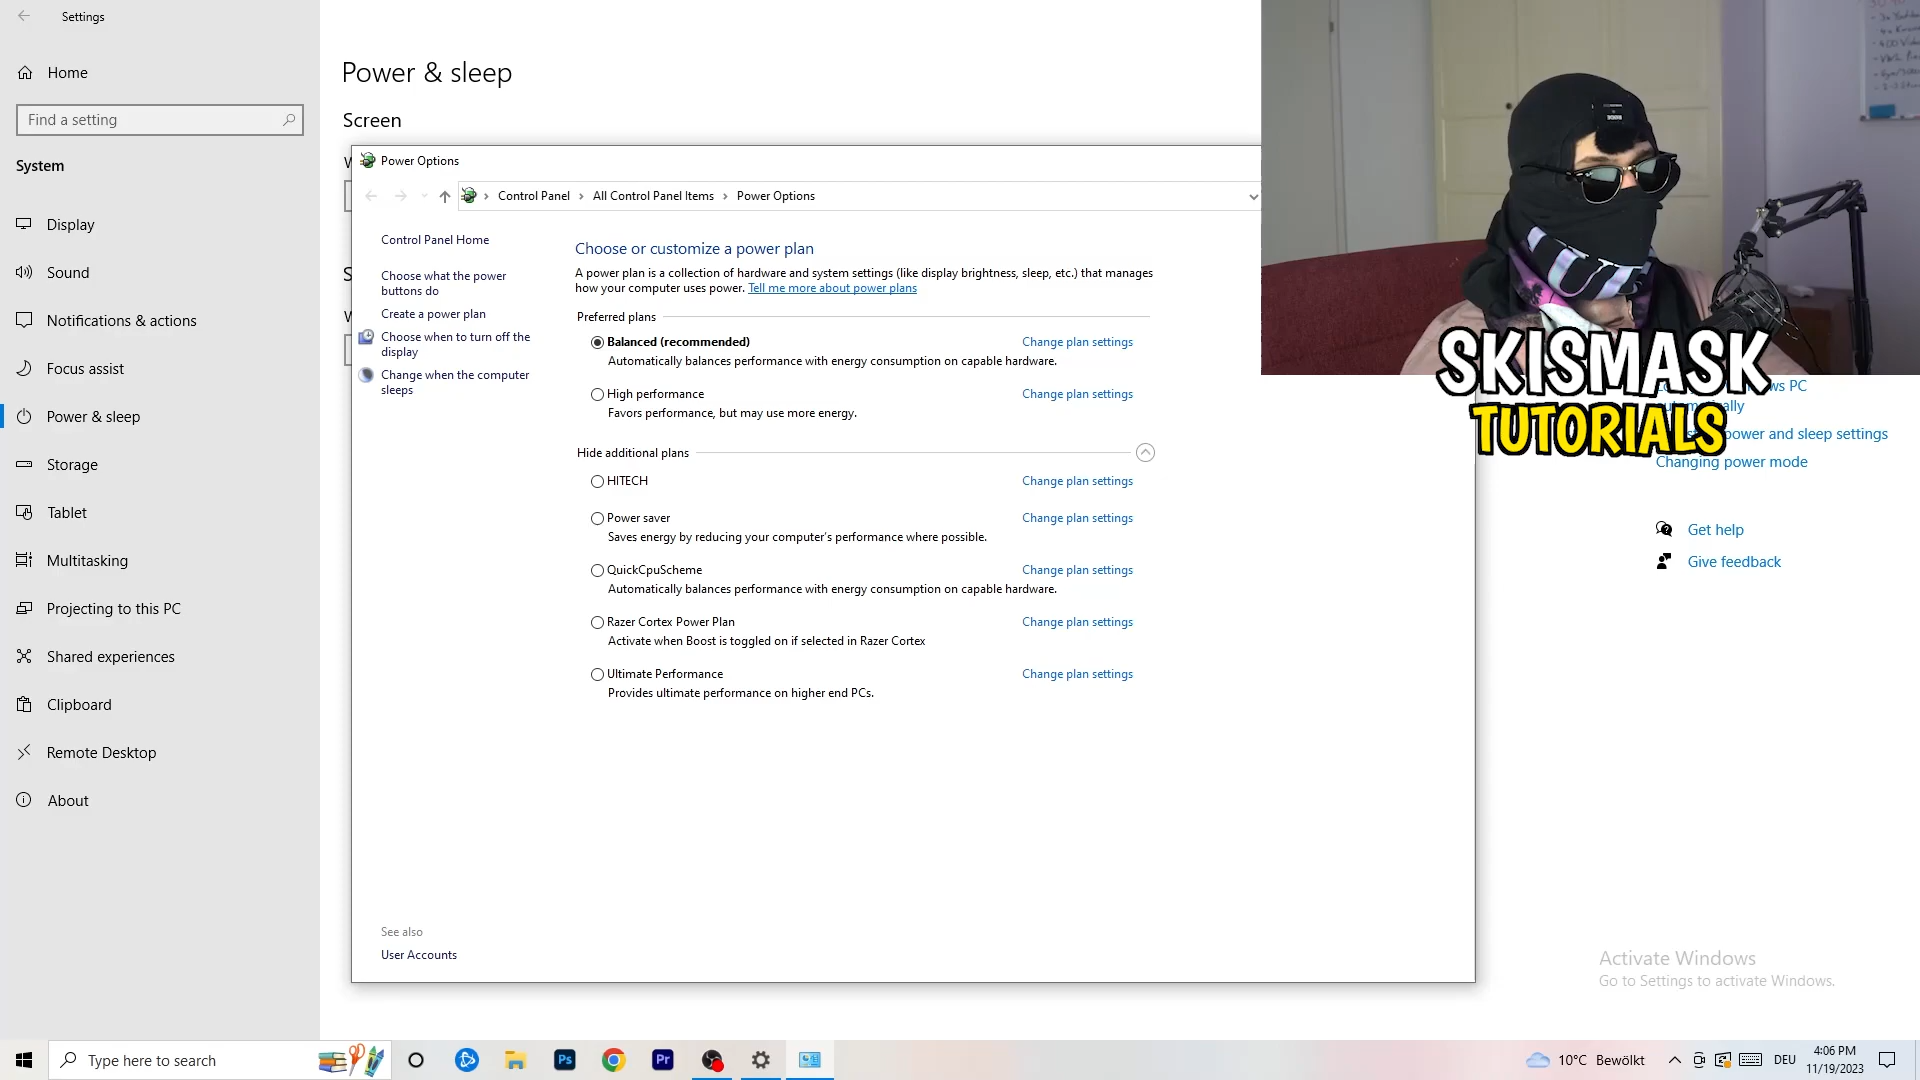 Settings
Home
Find a setting
System
Display
Sound
Notifications & actions
Focus assist
Power & sleep
Storage
Tablet
Multitasking
Projecting to this PC
Shared experiences
Clipboard
Remote Desktop
About
Power & sleep
Screen
Power Options
Control Panel › All Control Panel Items › Power Options
Control Panel Home
Choose what the power
buttons do
Create a power plan
Choose when to turn off the
display
Change when the computer
sleeps
Choose or customize a power plan
A power plan is a collection of hardware and system settings (like display brightness, sleep, etc.) that manages
how your computer uses power. Tell me more about power plans
Preferred plans
Balanced (recommended) Change plan settings
Automatically balances performance with energy consumption on capable hardware.
High performance Change plan settings
Favors performance, but may use more energy.
Hide additional plans
HITECH Change plan settings
Power saver Change plan settings
Saves energy by reducing your computer's performance where possible.
QuickCpuScheme Change plan settings
Automatically balances performance with energy consumption on capable hardware.
Razer Cortex Power Plan Change plan settings
Activate when Boost is toggled on if selected in Razer Cortex
Ultimate Performance Change plan settings
Provides ultimate performance on higher end PCs.
See also
User Accounts
SKISMASK
TUTORIALS
PC
power and sleep settings
Changing power mode
Get help
Give feedback
Activate Windows
Go to Settings to activate Windows.
Type here to search
Ps
Pr
10°C Bewölkt
DEU
4:06 PM
11/19/2023